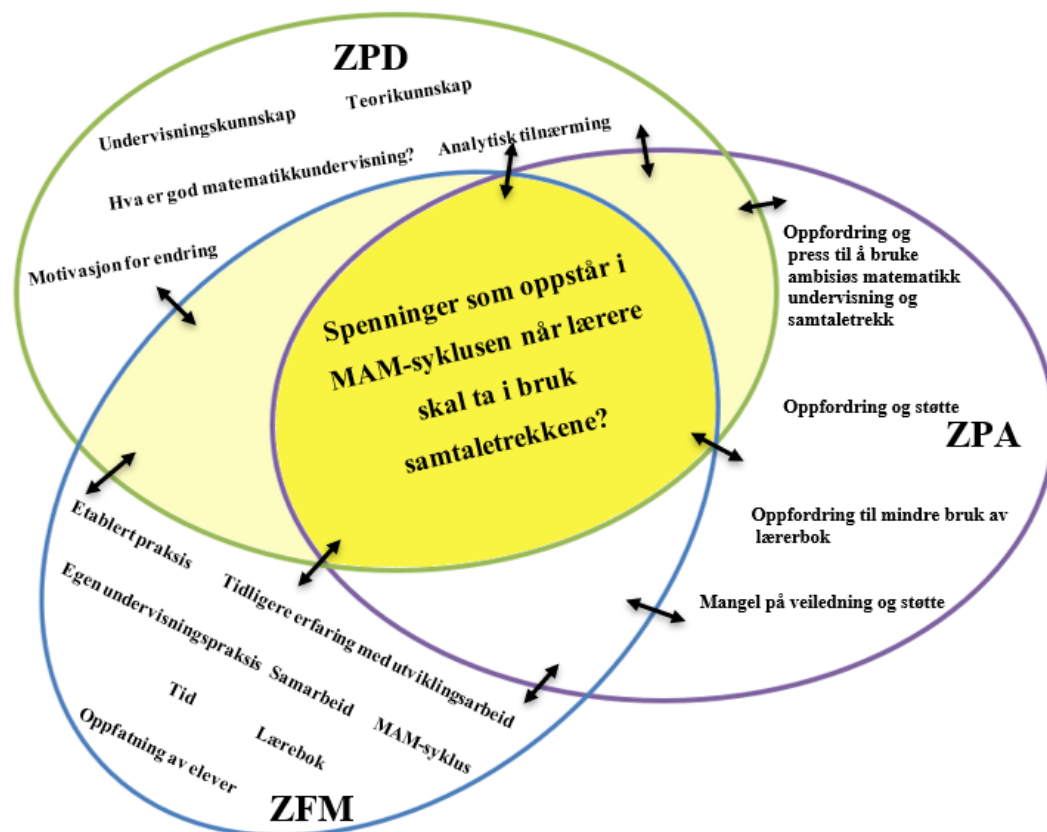 ZPD
Teorikunnskap
Undervisningskunnskap
Analytisk tilnærming
Hva er god matematikkundervisning?
Motivasjon for endring
Spenninger som oppstår i
MAM-syklusen når lærere
skal ta i bruk
samtaletrekkene?
Oppfordring og
press til å bruke
ambisiøs matematikk
undervisning og
samtaletrekk
Oppfordring og støtte
ZPA
Oppfordring til mindre bruk av
lærerbok
Mangel på veiledning og støtte
Etablert praksis
Tidligere erfaring med utviklingsarbeid
Egen undervisningspraksis
Samarbeid
Tid
MAM-syklus
Lærebok
Oppfatning av elever
ZFM